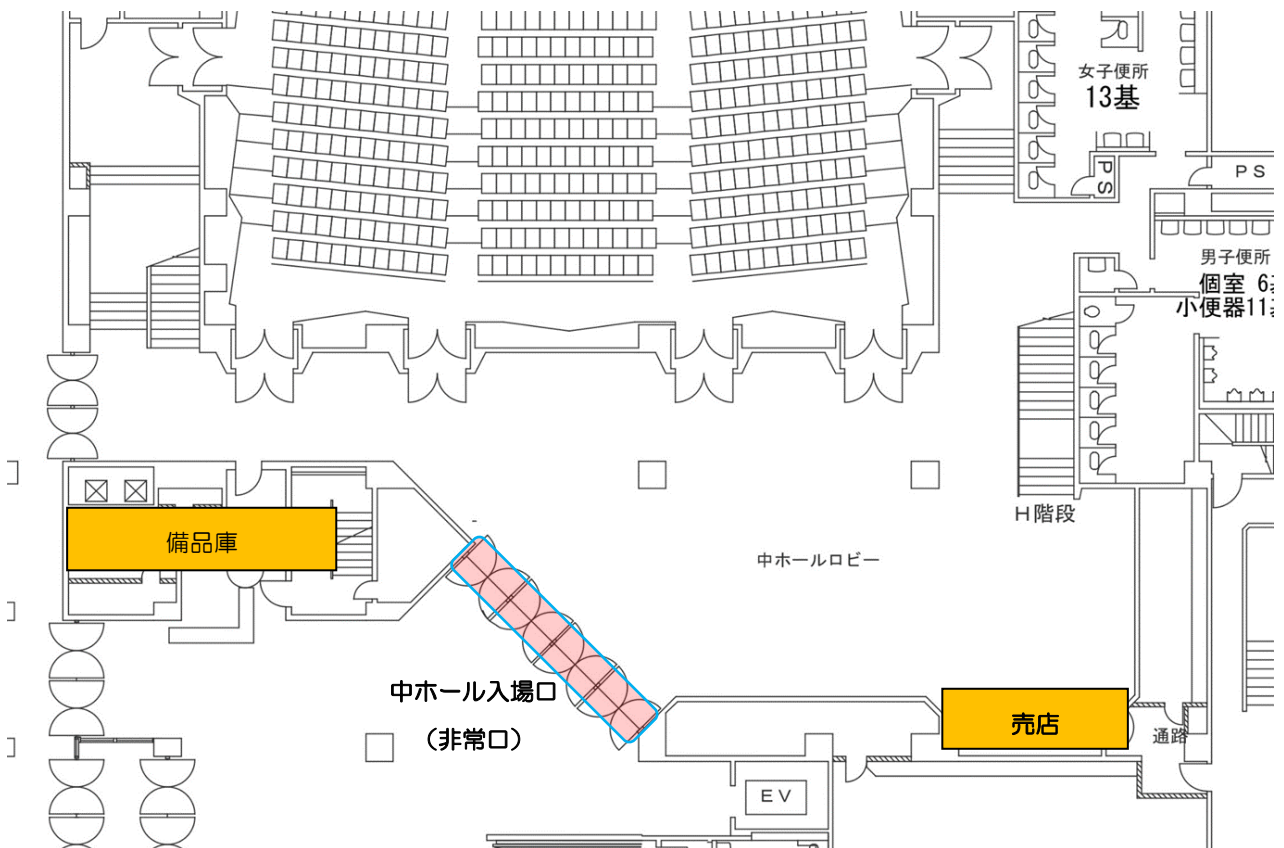 女子便所
13基
PS
PS
男子便所
個室 6
小便器11
H階段
備品庫
中ホールロビー
中ホール入場口
（非常口）
売店
通路
EV